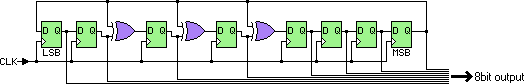 D Q D Q D Q D Q D Q D Q D Q D Q
LSB MSB
CLK
8bit output